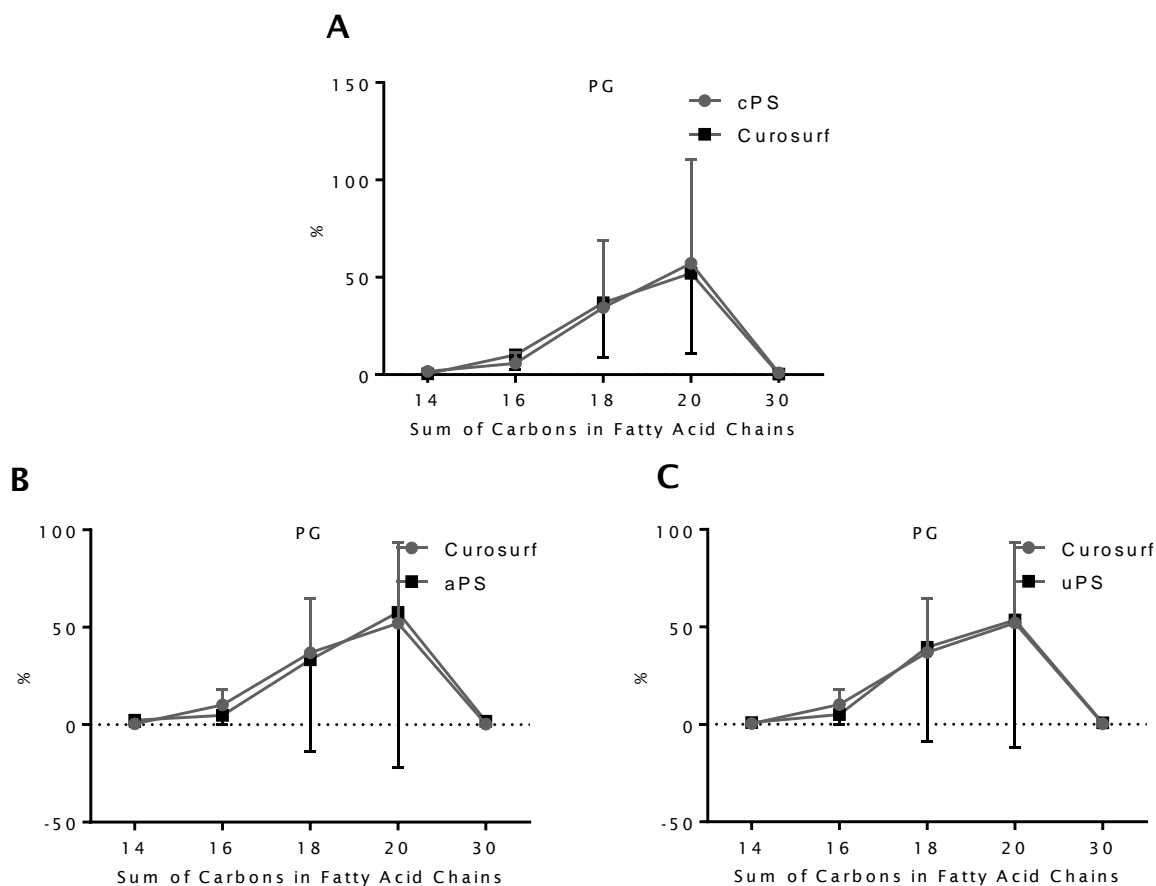 A
PG
cPS
Curosurf
150
100
50
0
%
14 16 18 20 30
Sum of Carbons in Fatty Acid Chains
B
PG
Curosurf
aPS
100
50
0
-50
%
14 16 18 20 30
Sum of Carbons in Fatty Acid Chains
C
PG
Curosurf
uPS
100
50
0
-50
%
14 16 18 20 30
Sum of Carbons in Fatty Acid Chains